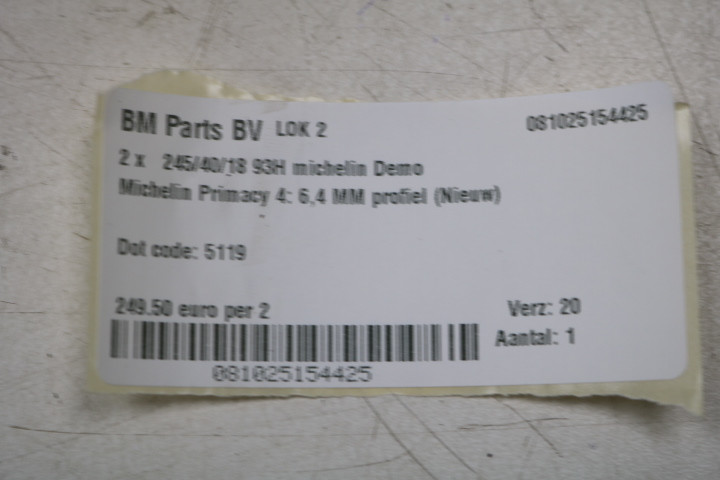 BM Parts BV LOK 2 081025154425
2 x 245/40/18 93H michelin Demo
Michelin Primacy 4: 6,4 MM profiel (Nieuw)
Dot code: 5119
249.50 euro per 2 Verz: 20
Aantal: 1
081025154425